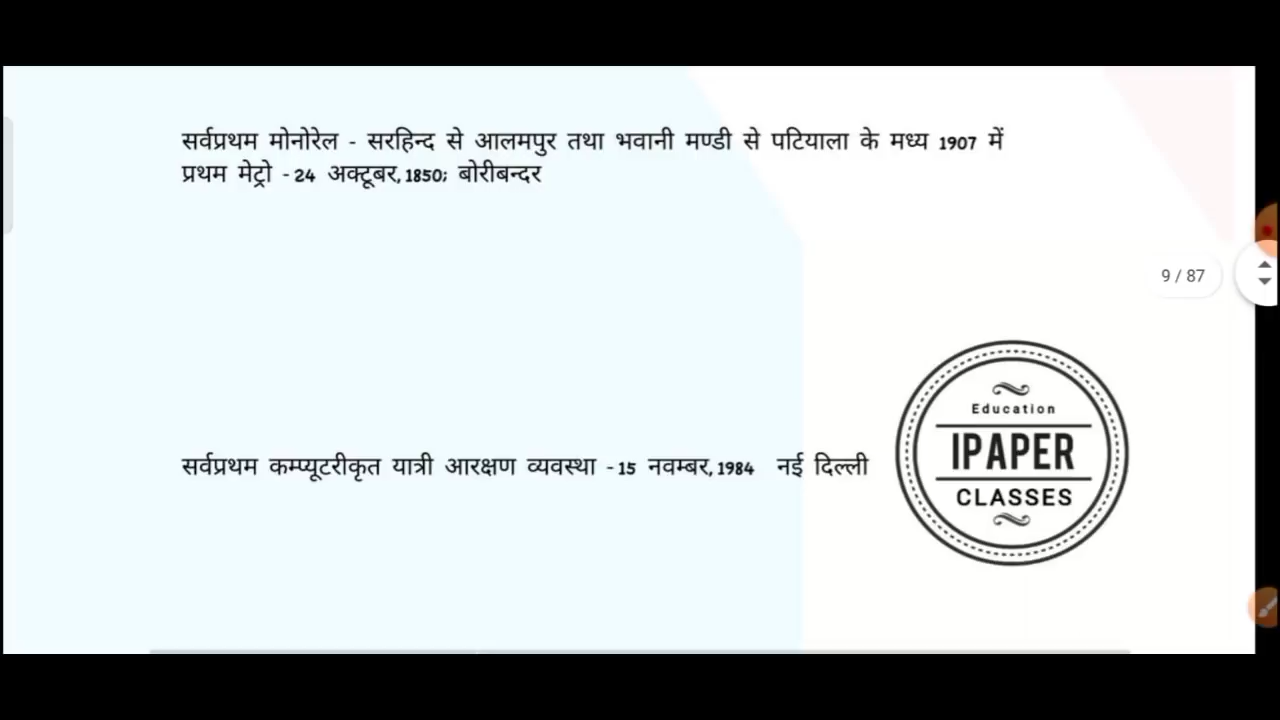 सर्वप्रथम मोनोरेल - सरहिन्द से आलमपुर तथा भवानी मण्डी से पटियाला के मध्य 1907 में
प्रथम मेट्रो - 24 अक्टूबर, 1850; बोरीबन्दर
9 / 87
सर्वप्रथम कम्प्यूटरीकृत यात्री आरक्षण व्यवस्था - 15 नवम्बर, 1984 नई दिल्ली
Education
IPAPER
CLASSES